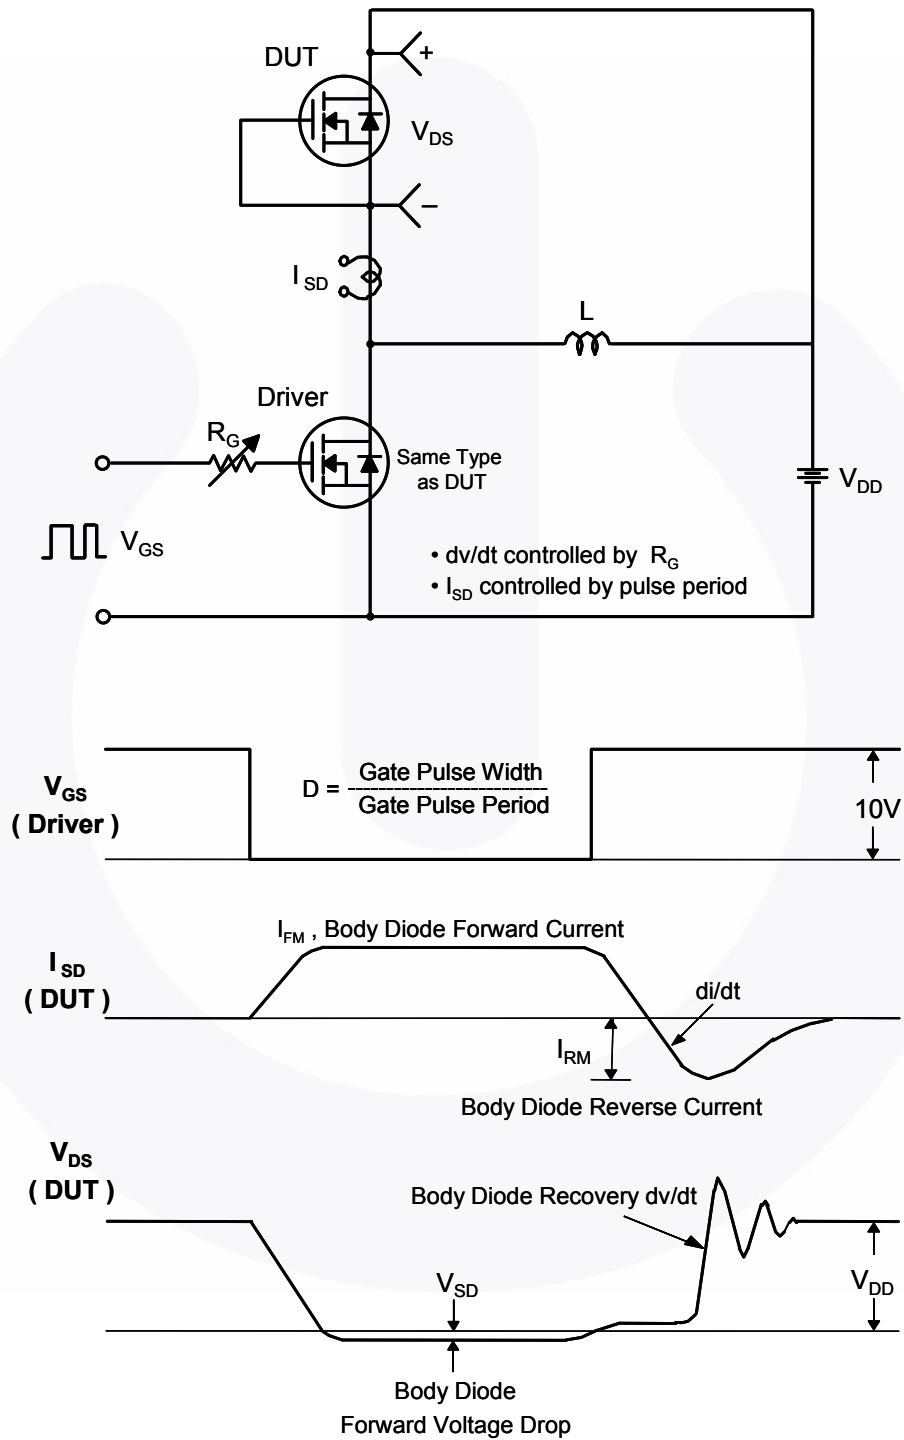 DUT
+
V_DS
−
I_SD
L
Driver
R_G
Same Type
as DUT
V_DD
V_GS
• dv/dt controlled by R_G
• I_SD controlled by pulse period
V_GS
( Driver )
D = Gate Pulse Width
--------------------------
Gate Pulse Period
10V
I_FM , Body Diode Forward Current
I_SD
( DUT )
di/dt
I_RM
Body Diode Reverse Current
V_DS
( DUT )
Body Diode Recovery dv/dt
V_SD
V_DD
Body Diode
Forward Voltage Drop